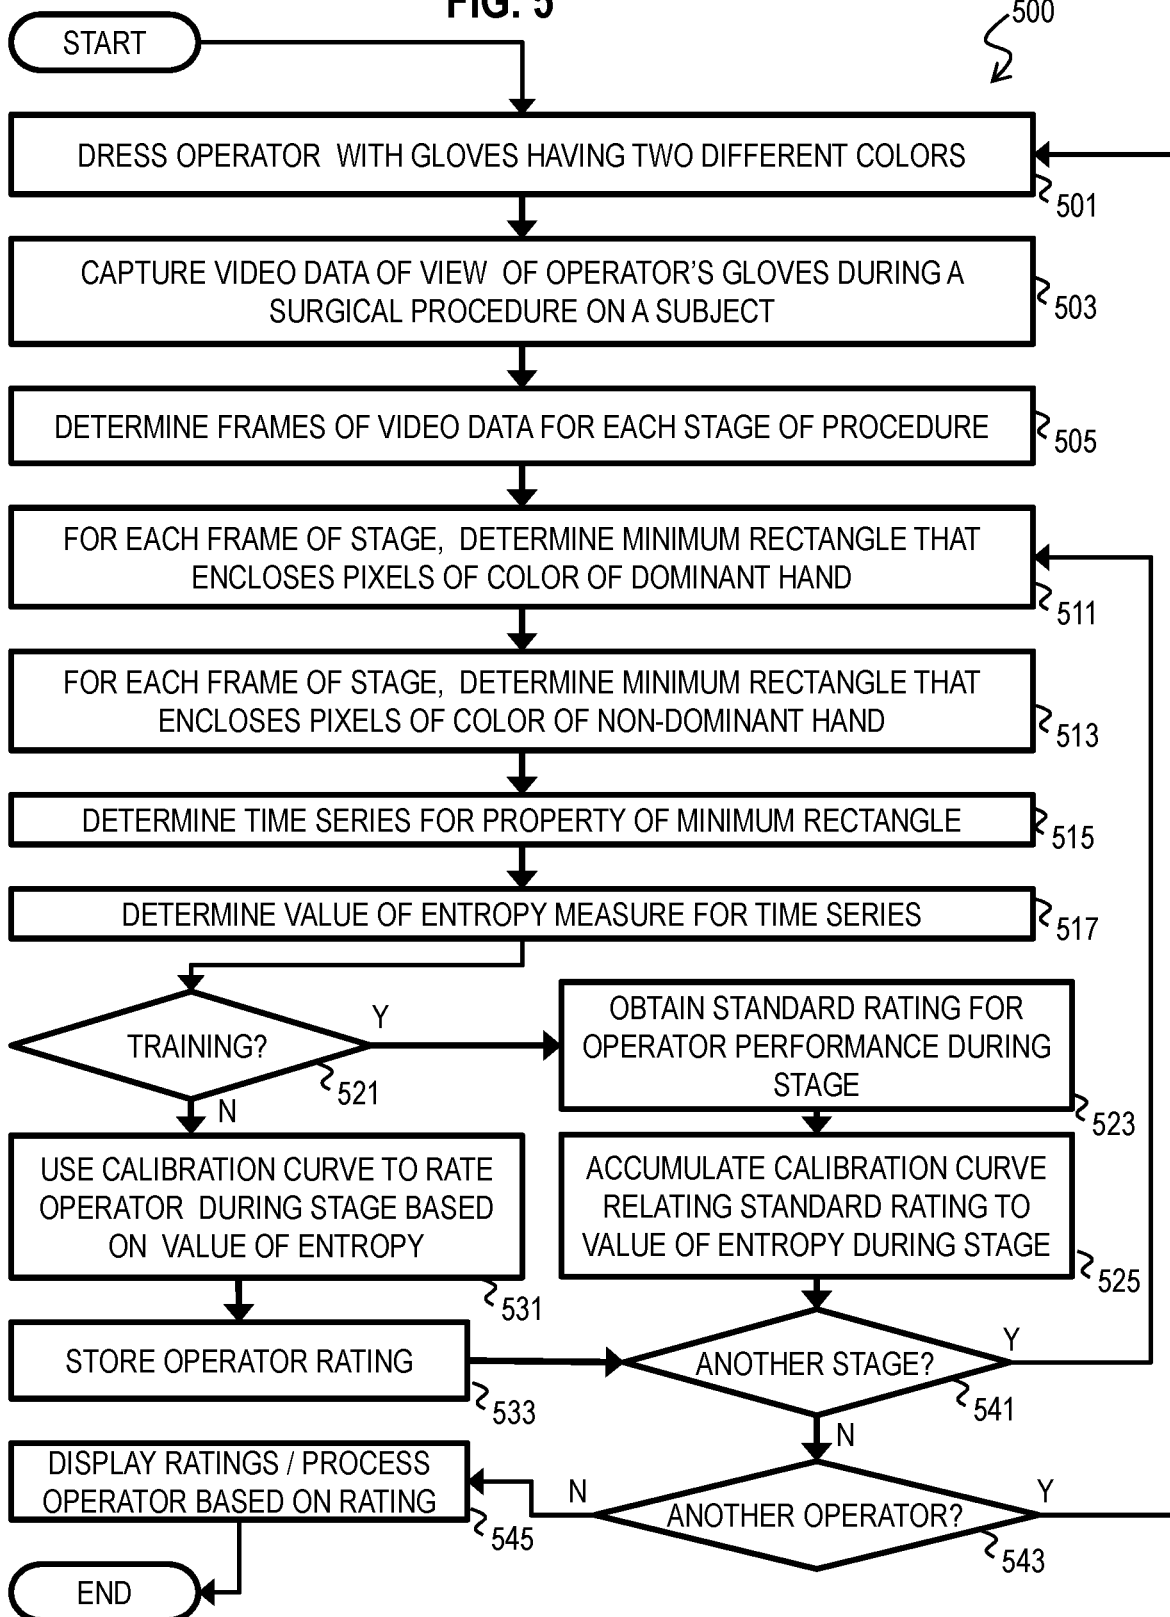 FIG. 5
500
START
DRESS OPERATOR WITH GLOVES HAVING TWO DIFFERENT COLORS
501
CAPTURE VIDEO DATA OF VIEW OF OPERATOR'S GLOVES DURING A
SURGICAL PROCEDURE ON A SUBJECT
503
DETERMINE FRAMES OF VIDEO DATA FOR EACH STAGE OF PROCEDURE
505
FOR EACH FRAME OF STAGE, DETERMINE MINIMUM RECTANGLE THAT
ENCLOSES PIXELS OF COLOR OF DOMINANT HAND
511
FOR EACH FRAME OF STAGE, DETERMINE MINIMUM RECTANGLE THAT
ENCLOSES PIXELS OF COLOR OF NON-DOMINANT HAND
513
DETERMINE TIME SERIES FOR PROPERTY OF MINIMUM RECTANGLE
515
DETERMINE VALUE OF ENTROPY MEASURE FOR TIME SERIES
517
TRAINING?
521
Y
N
OBTAIN STANDARD RATING FOR
OPERATOR PERFORMANCE DURING
STAGE
523
USE CALIBRATION CURVE TO RATE
OPERATOR DURING STAGE BASED
ON VALUE OF ENTROPY
531
ACCUMULATE CALIBRATION CURVE
RELATING STANDARD RATING TO
VALUE OF ENTROPY DURING STAGE
525
STORE OPERATOR RATING
533
ANOTHER STAGE?
541
Y
N
DISPLAY RATINGS / PROCESS
OPERATOR BASED ON RATING
545
N
ANOTHER OPERATOR?
543
Y
END